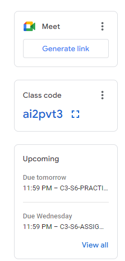 Meet
Generate link
Class code
ai2pvt3
Upcoming
Due tomorrow
11:59 PM – C3-S6-PRACTI...
Due Wednesday
11:59 PM – C3-S6-ASSIG...
View all